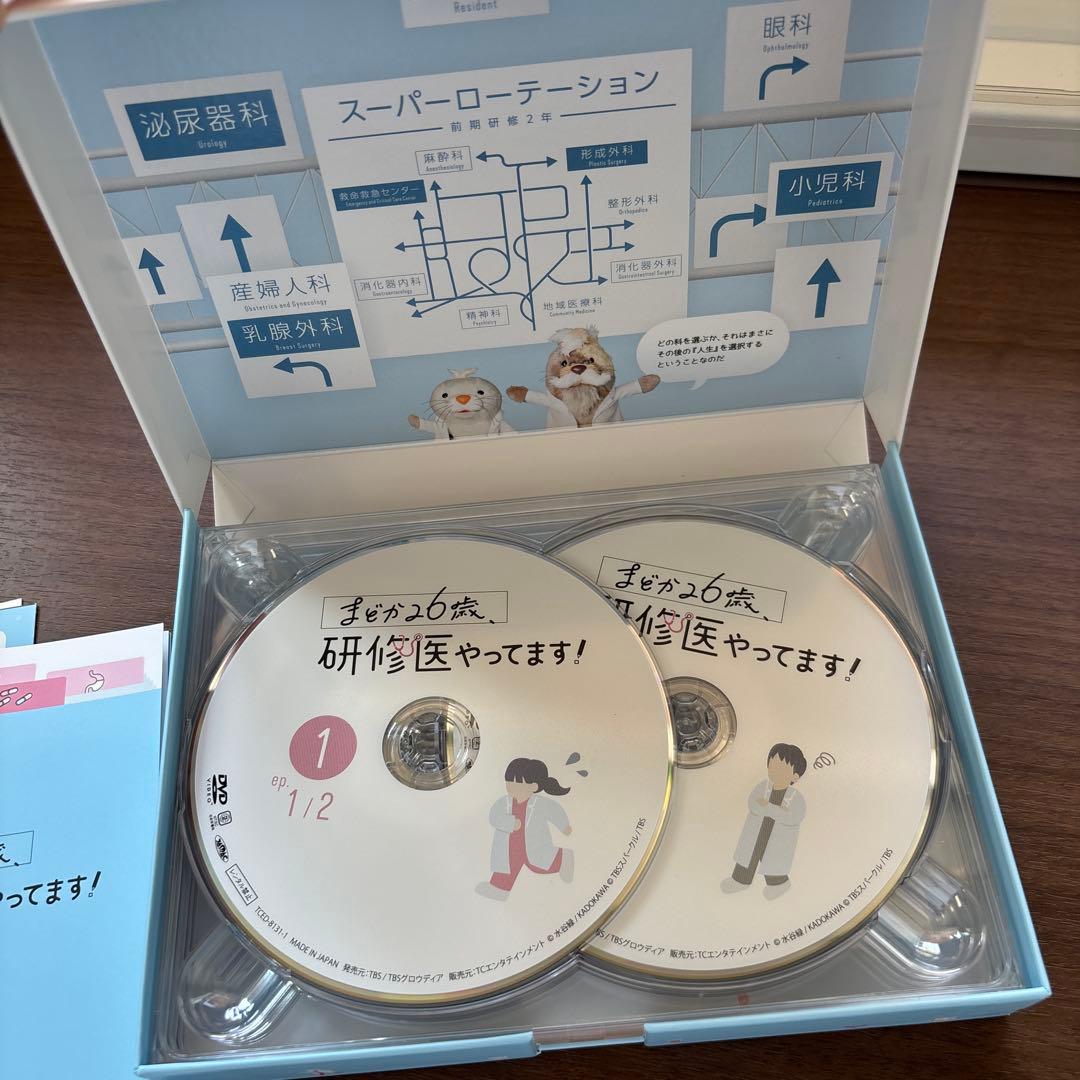 Resident
眼科
Ophthalmology
泌尿器科
Urology
スーパーローテーション
前期研修2年
麻酔科
Anesthesiology
形成外科
Plastic Surgery
救命救急センター
Emergency and Critical Care Center
整形外科
Orthopedics
小児科
Pediatrics
産婦人科
Obstetrics and Gynecology
乳腺外科
Breast Surgery
消化器内科
Gastroenterology
消化器外科
Gastrointestinal Surgery
精神科
Psychiatry
地域医療科
Community Medicine
どの科を選ぶか、それはまさに
その後の『人生』を選択する
ということなのだ
まどか26歳、
研修医やってます!
1
ep.
1/2
DVD
VIDEO
レンタル禁止
TCED-8131-1 MADE IN JAPAN 発売元:TBS/TBSグロウディア 販売元:TCエンタテインメント © 水谷緑/KADOKAWA ©TBSスパークル/TBS
まどか26歳、
研修医やってます!
TBS/TBSグロウディア 販売元:TCエンタテインメント © 水谷緑/KADOKAWA ©TBSスパークル/TBS
歳、
やってます!